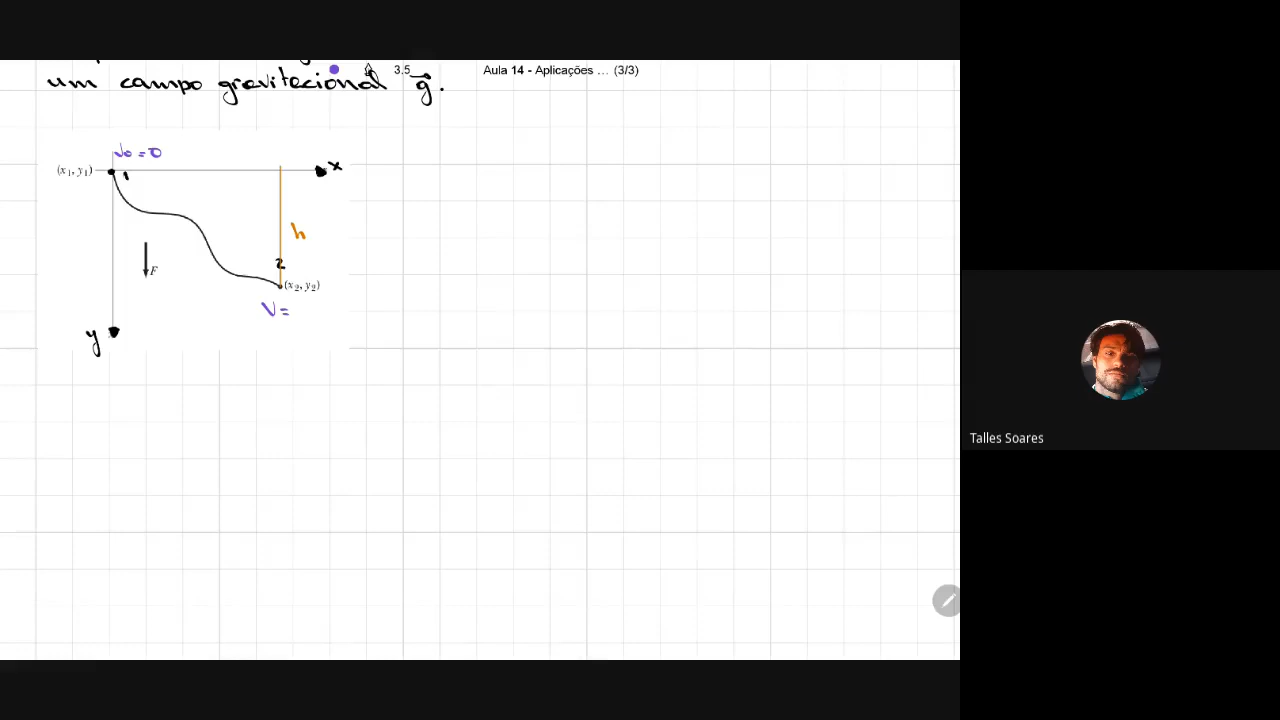 3.5 Aula 14 - Aplicações ... (3/3)
um campo gravitacional g⃗.
v₀ = 0
(x₁, y₁)
1
x
h
2
F
(x₂, y₂)
V =
y
Talles Soares